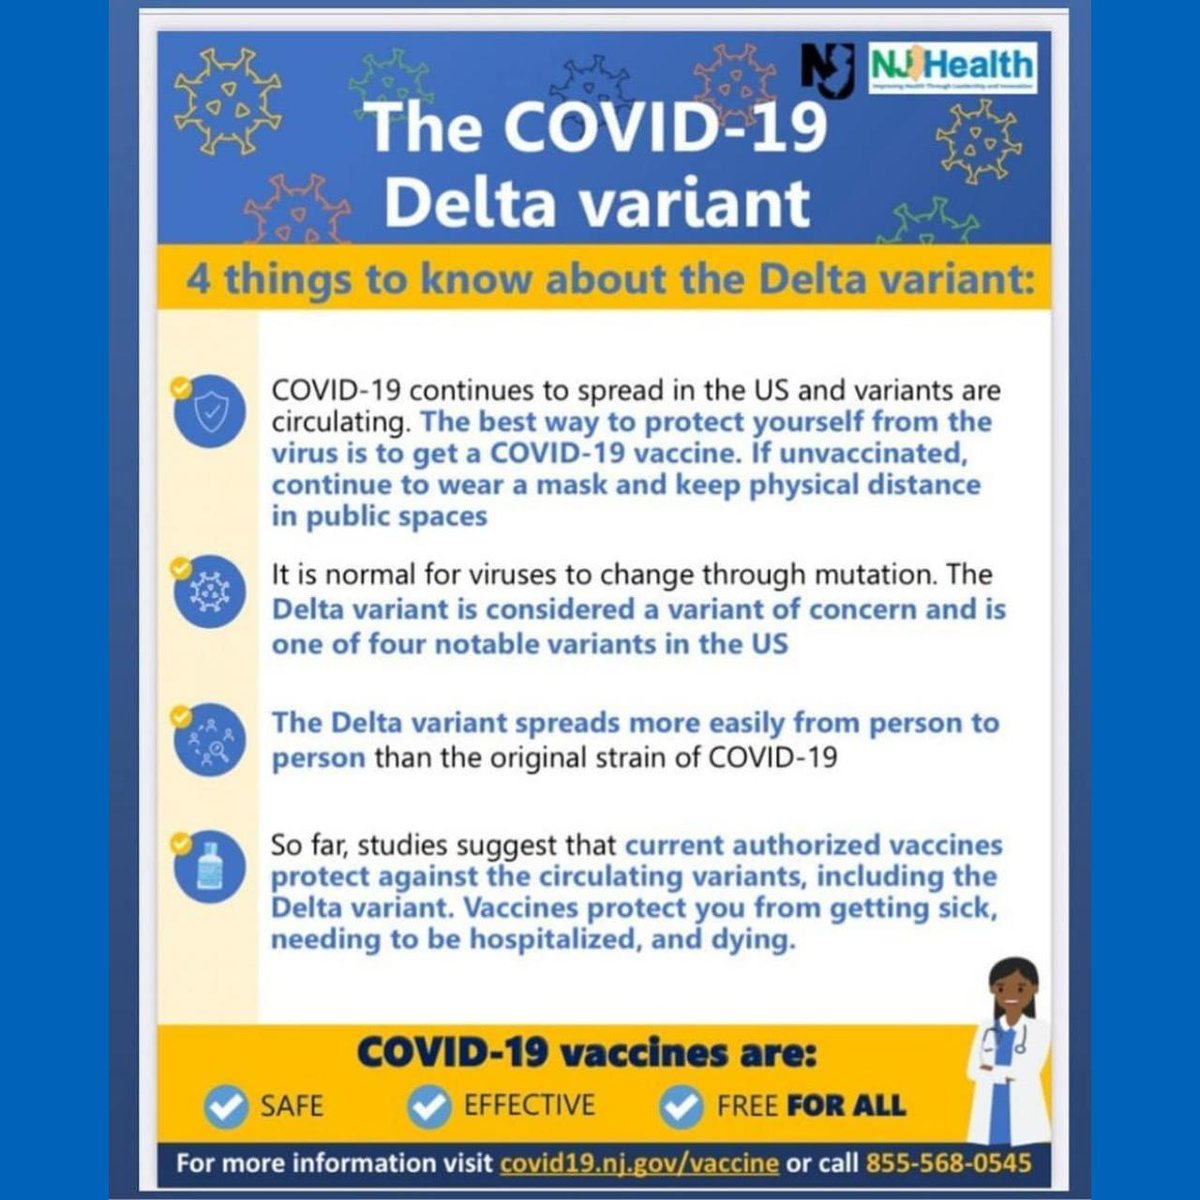 NJ
NJ Health
Improving Health Through Leadership and Innovation
The COVID-19
Delta variant
4 things to know about the Delta variant:
COVID-19 continues to spread in the US and variants are
circulating. The best way to protect yourself from the
virus is to get a COVID-19 vaccine. If unvaccinated,
continue to wear a mask and keep physical distance
in public spaces
It is normal for viruses to change through mutation. The
Delta variant is considered a variant of concern and is
one of four notable variants in the US
The Delta variant spreads more easily from person to
person than the original strain of COVID-19
So far, studies suggest that current authorized vaccines
protect against the circulating variants, including the
Delta variant. Vaccines protect you from getting sick,
needing to be hospitalized, and dying.
COVID-19 vaccines are:
SAFE
EFFECTIVE
FREE FOR ALL
For more information visit covid19.nj.gov/vaccine or call 855-568-0545